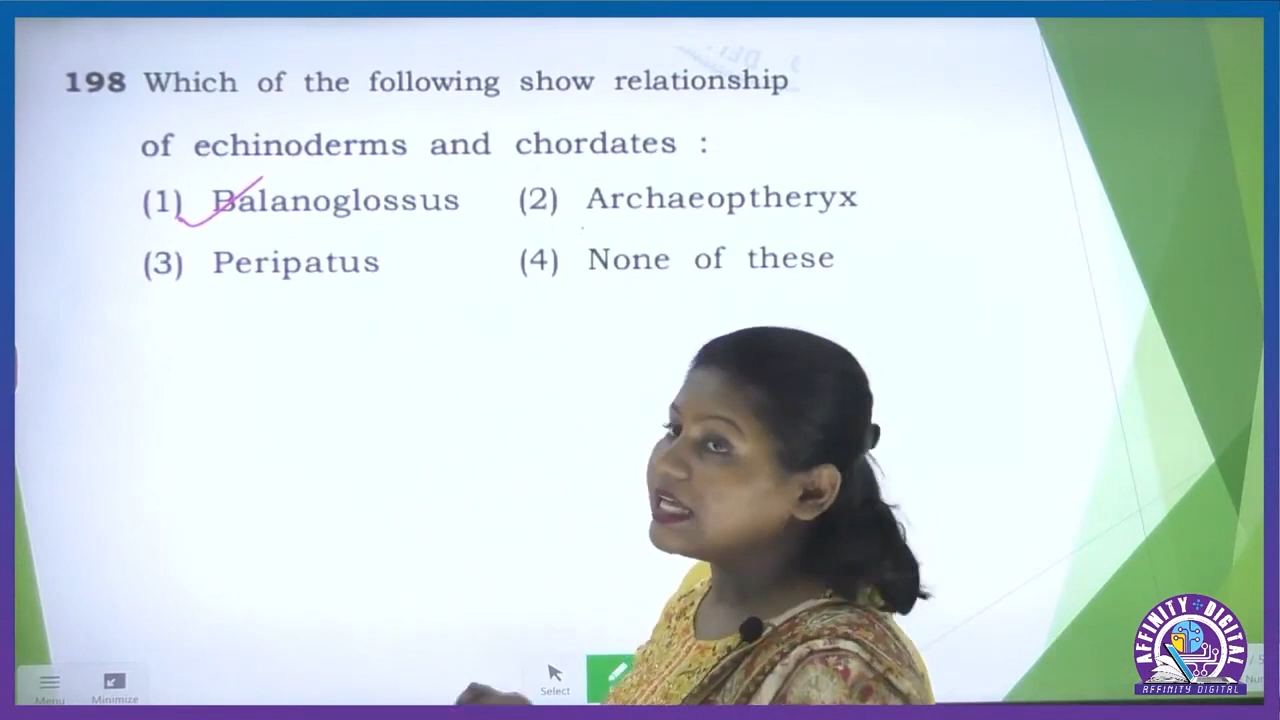 198 Which of the following show relationship
of echinoderms and chordates :
(1) Balanoglossus (2) Archaeoptheryx
(3) Peripatus (4) None of these
Select
Menu Minimize
AFFINITY DIGITAL
AFFINITY DIGITAL